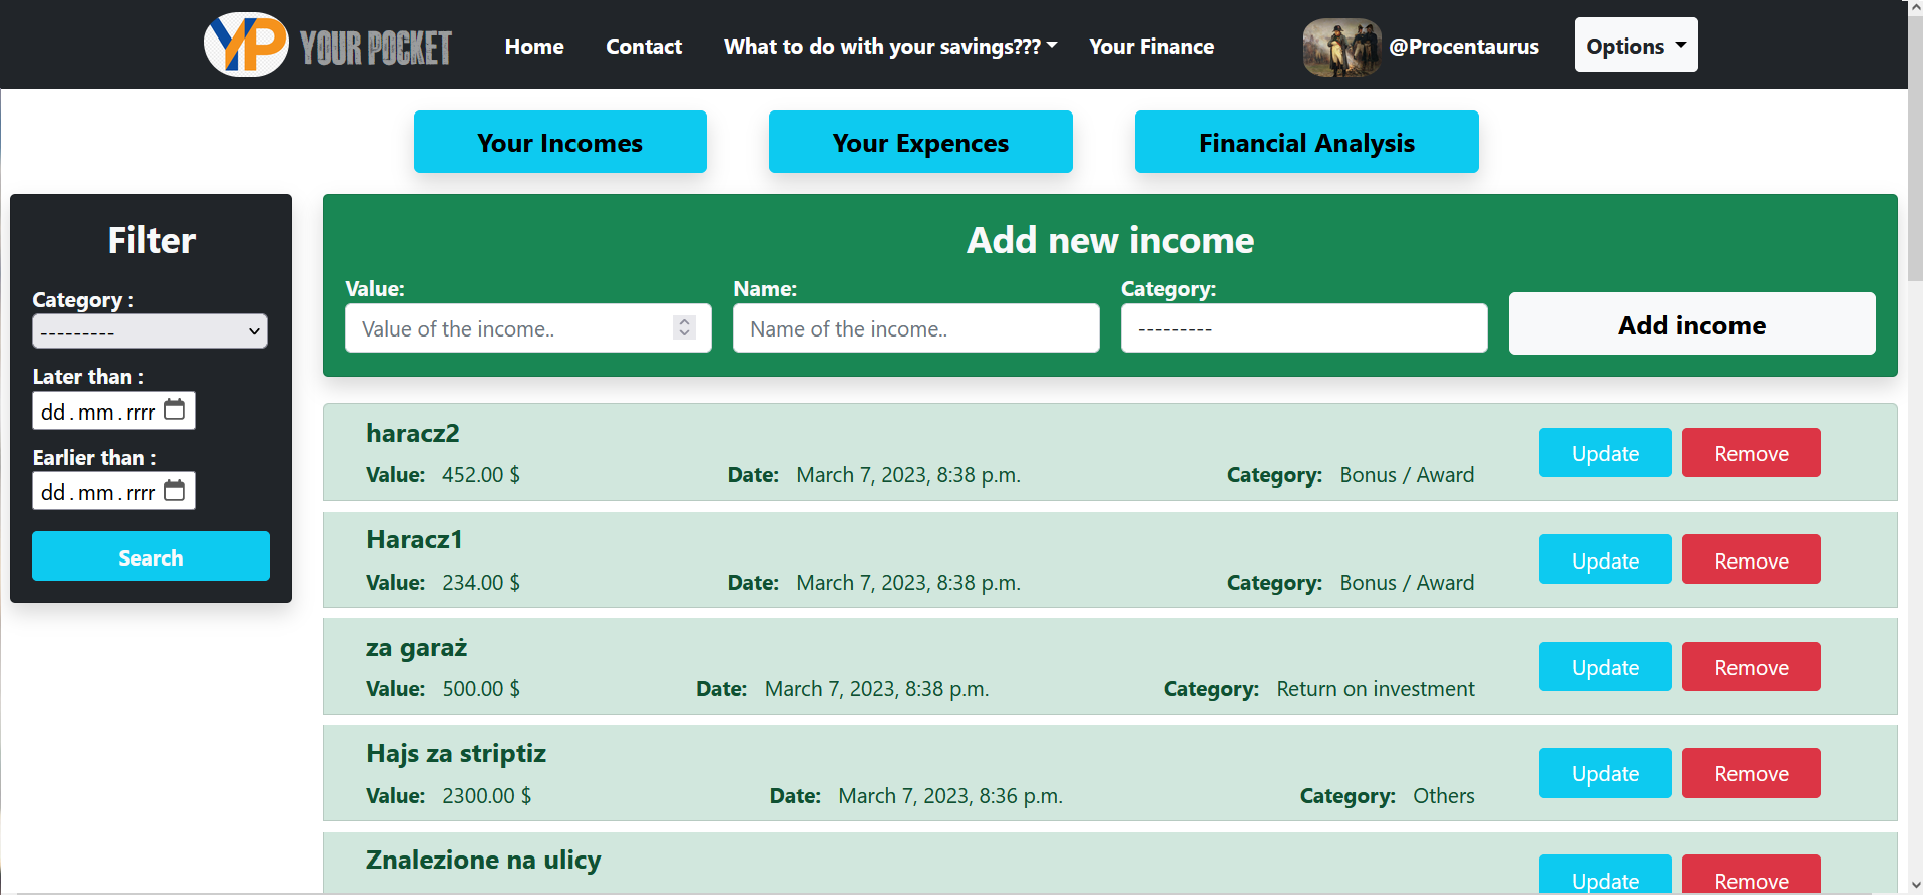 YP YOUR POCKET Home Contact What to do with your savings??? Your Finance @Procentaurus Options
Your Incomes Your Expences Financial Analysis
Filter
Category :
---------
Later than :
dd.mm.rrrr
Earlier than :
dd.mm.rrrr
Search
Add new income
Value: Name: Category:
Value of the income.. Name of the income.. --------- Add income
haracz2
Value: 452.00 $ Date: March 7, 2023, 8:38 p.m. Category: Bonus / Award Update Remove
Haracz1
Value: 234.00 $ Date: March 7, 2023, 8:38 p.m. Category: Bonus / Award Update Remove
za garaż
Value: 500.00 $ Date: March 7, 2023, 8:38 p.m. Category: Return on investment Update Remove
Hajs za striptiz
Value: 2300.00 $ Date: March 7, 2023, 8:36 p.m. Category: Others Update Remove
Znalezione na ulicy
Update Remove